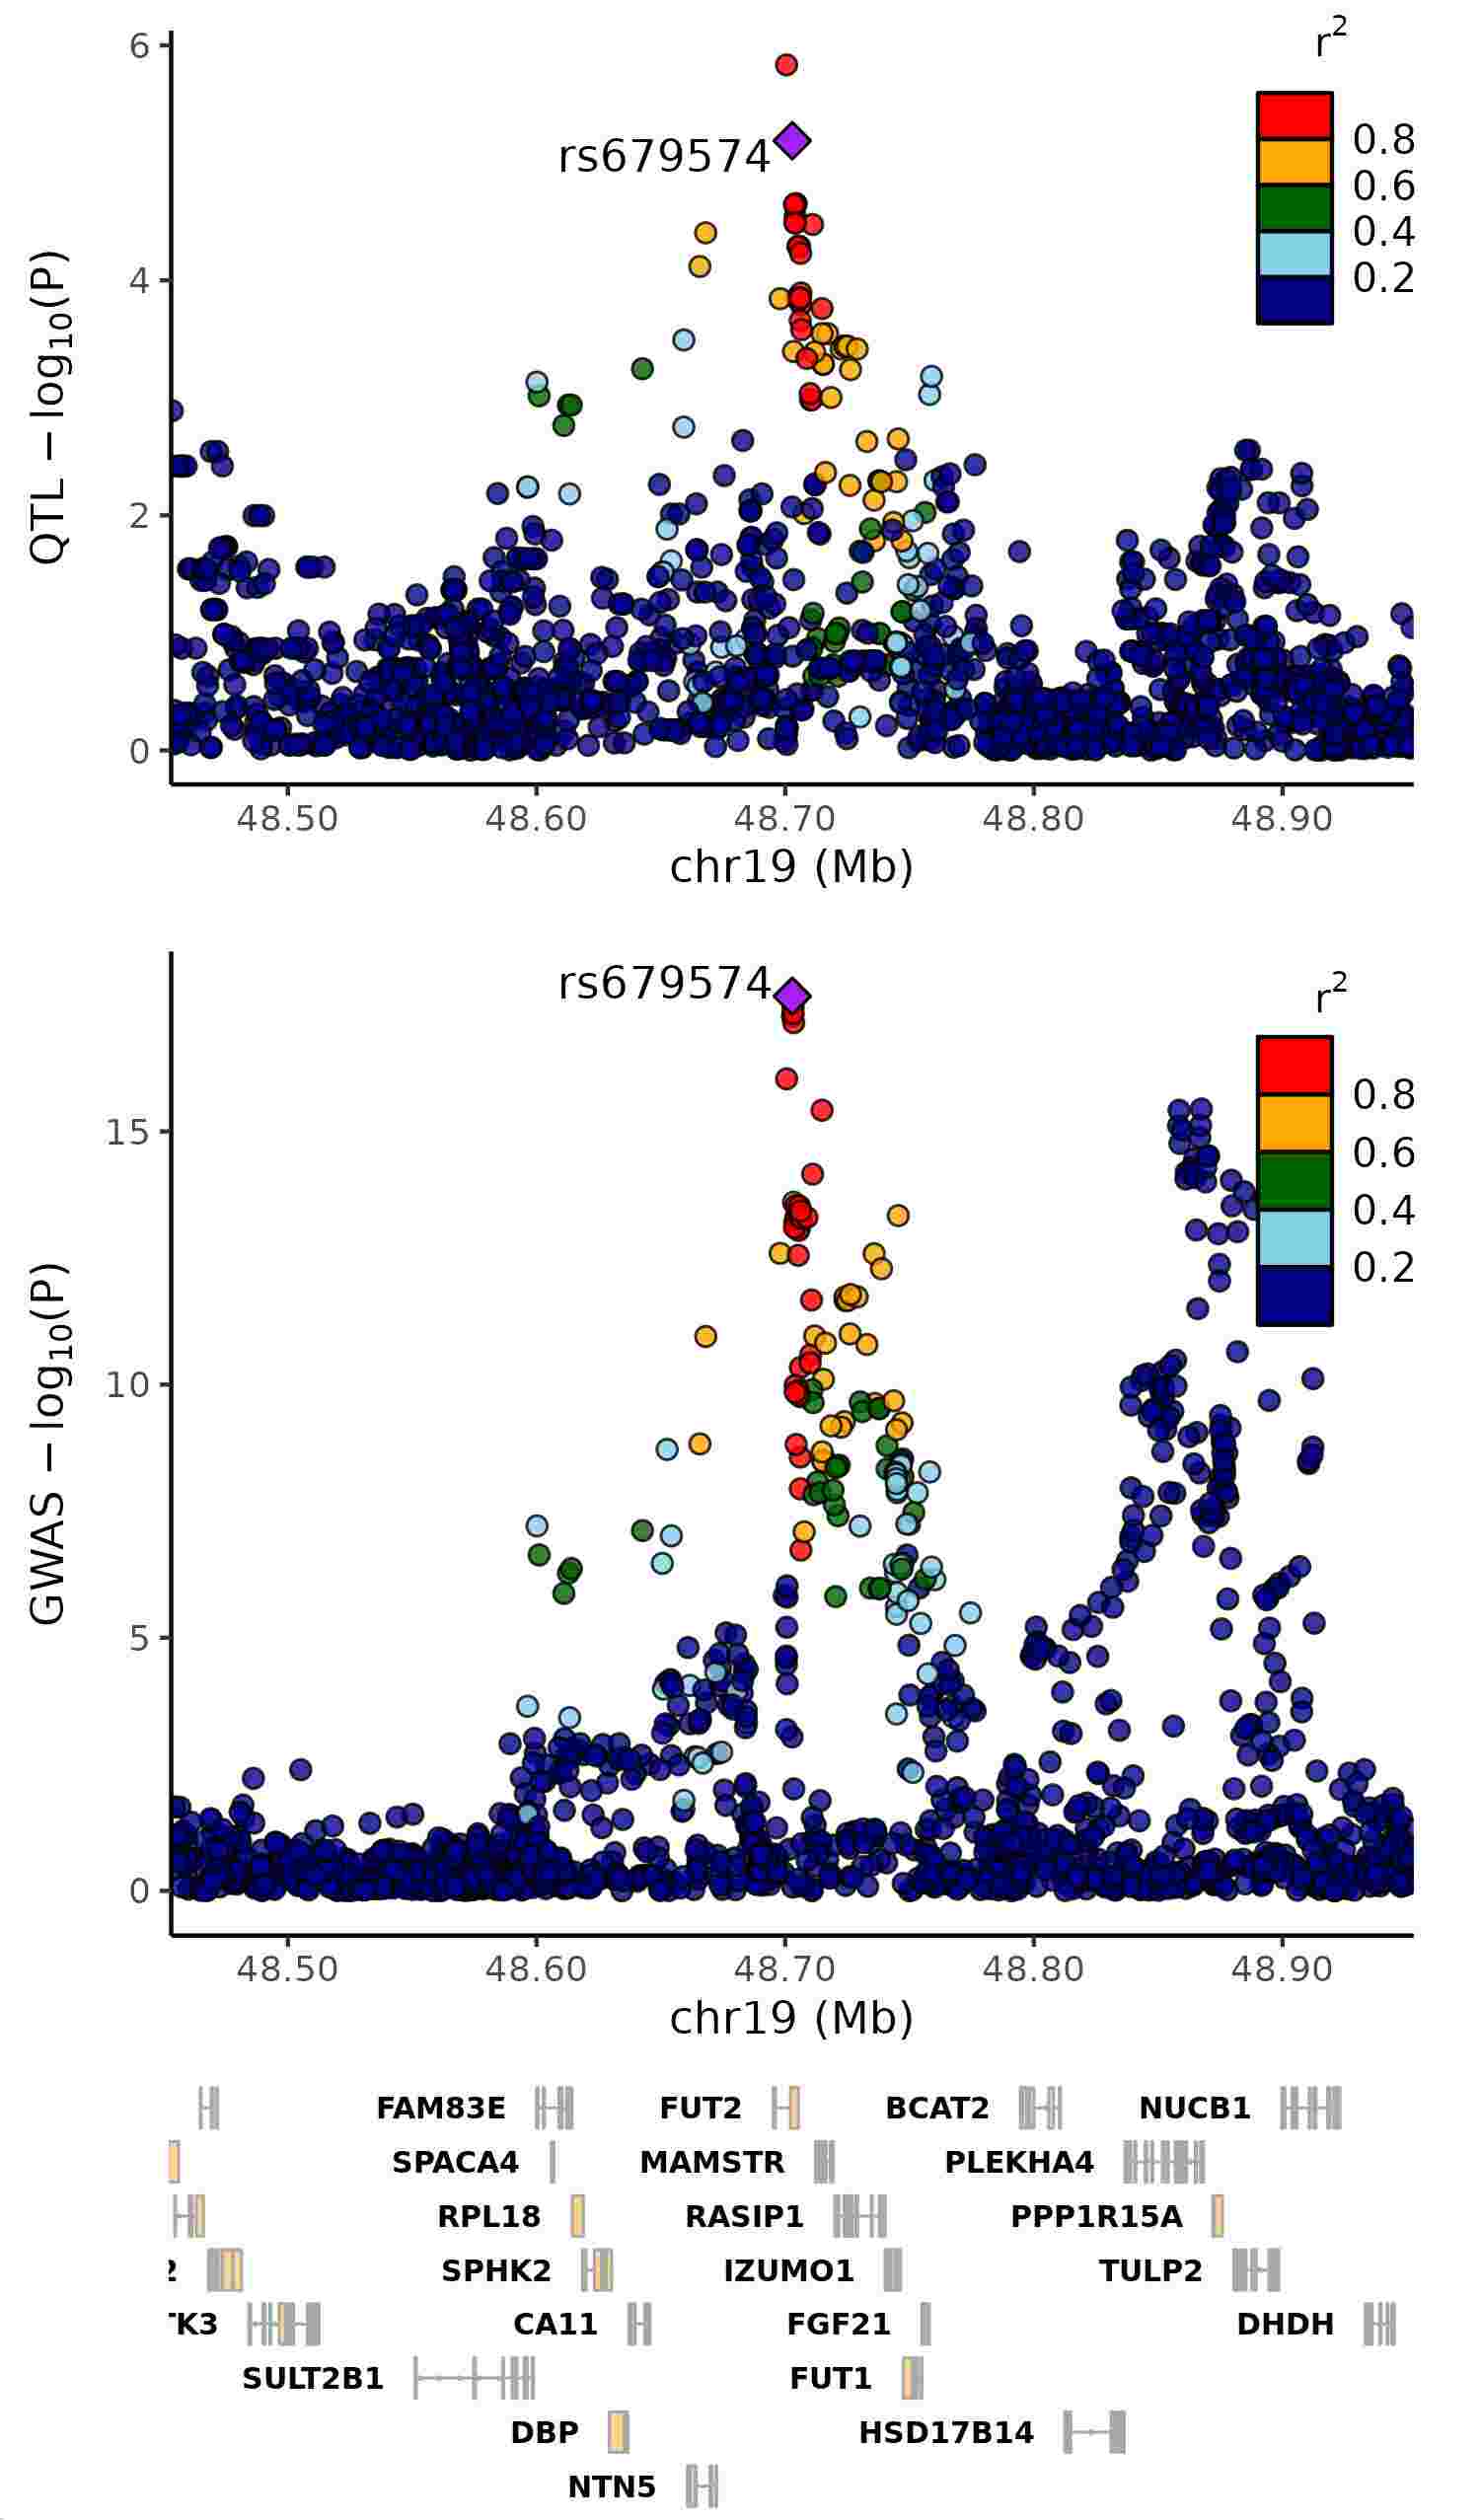 r²
6
4
2
0
rs679574
0.8
0.6
0.4
0.2
QTL − log₁₀(P)
48.50 48.60 48.70 48.80 48.90
chr19 (Mb)
rs679574
r²
15
10
5
0
0.8
0.6
0.4
0.2
GWAS − log₁₀(P)
48.50 48.60 48.70 48.80 48.90
chr19 (Mb)
FAM83E FUT2 BCAT2 NUCB1
SPACA4 MAMSTR PLEKHA4
RPL18 RASIP1 PPP1R15A
2 SPHK2 IZUMO1 TULP2
TK3 CA11 FGF21 DHDH
SULT2B1 FUT1
DBP HSD17B14
NTN5